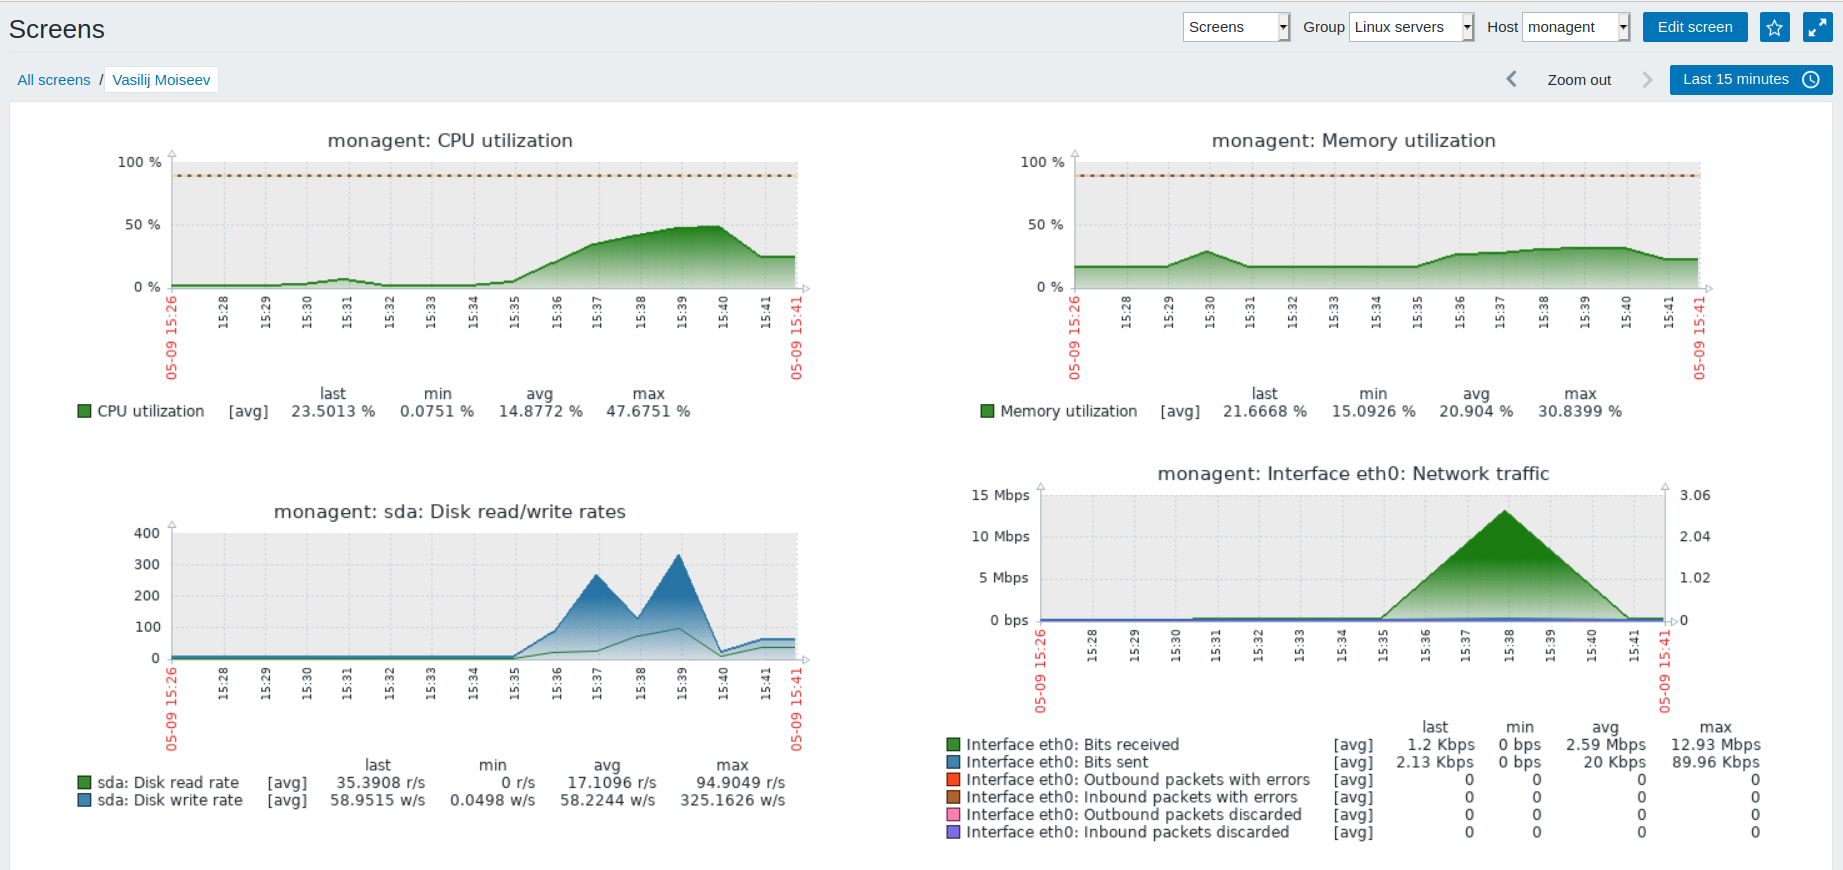 Screens
Screens Group Linux servers Host monagent Edit screen
All screens / Vasilij Moiseev
Zoom out Last 15 minutes
monagent: CPU utilization
100 %
50 %
0 %
05-09 15:26 15:28 15:29 15:30 15:31 15:32 15:33 15:34 15:35 15:36 15:37 15:38 15:39 15:40 15:41 05-09 15:41
last min avg max
CPU utilization [avg] 23.5013 % 0.0751 % 14.8772 % 47.6751 %
monagent: Memory utilization
100 %
50 %
0 %
05-09 15:26 15:28 15:29 15:30 15:31 15:32 15:33 15:34 15:35 15:36 15:37 15:38 15:39 15:40 15:41 05-09 15:41
last min avg max
Memory utilization [avg] 21.6668 % 15.0926 % 20.904 % 30.8399 %
monagent: sda: Disk read/write rates
400
300
200
100
0
05-09 15:26 15:28 15:29 15:30 15:31 15:32 15:33 15:34 15:35 15:36 15:37 15:38 15:39 15:40 15:41 05-09 15:41
last min avg max
sda: Disk read rate [avg] 35.3908 r/s 0 r/s 17.1096 r/s 94.9049 r/s
sda: Disk write rate [avg] 58.9515 w/s 0.0498 w/s 58.2244 w/s 325.1626 w/s
monagent: Interface eth0: Network traffic
15 Mbps 3.06
10 Mbps 2.04
5 Mbps 1.02
0 bps 0
05-09 15:26 15:28 15:29 15:30 15:31 15:32 15:33 15:34 15:35 15:36 15:37 15:38 15:39 15:40 15:41 05-09 15:41
last min avg max
Interface eth0: Bits received [avg] 1.2 Kbps 0 bps 2.59 Mbps 12.93 Mbps
Interface eth0: Bits sent [avg] 2.13 Kbps 0 bps 20 Kbps 89.96 Kbps
Interface eth0: Outbound packets with errors [avg] 0 0 0 0
Interface eth0: Inbound packets with errors [avg] 0 0 0 0
Interface eth0: Outbound packets discarded [avg] 0 0 0 0
Interface eth0: Inbound packets discarded [avg] 0 0 0 0